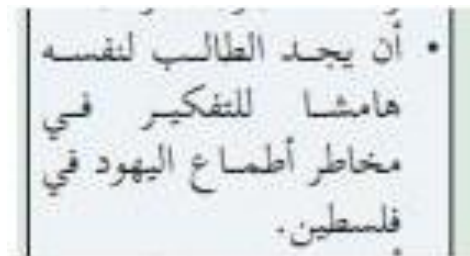 • أن يجد الطالب لنفسه
هامشا للتفكير في
مخاطر أطماع اليهود في
فلسطين.